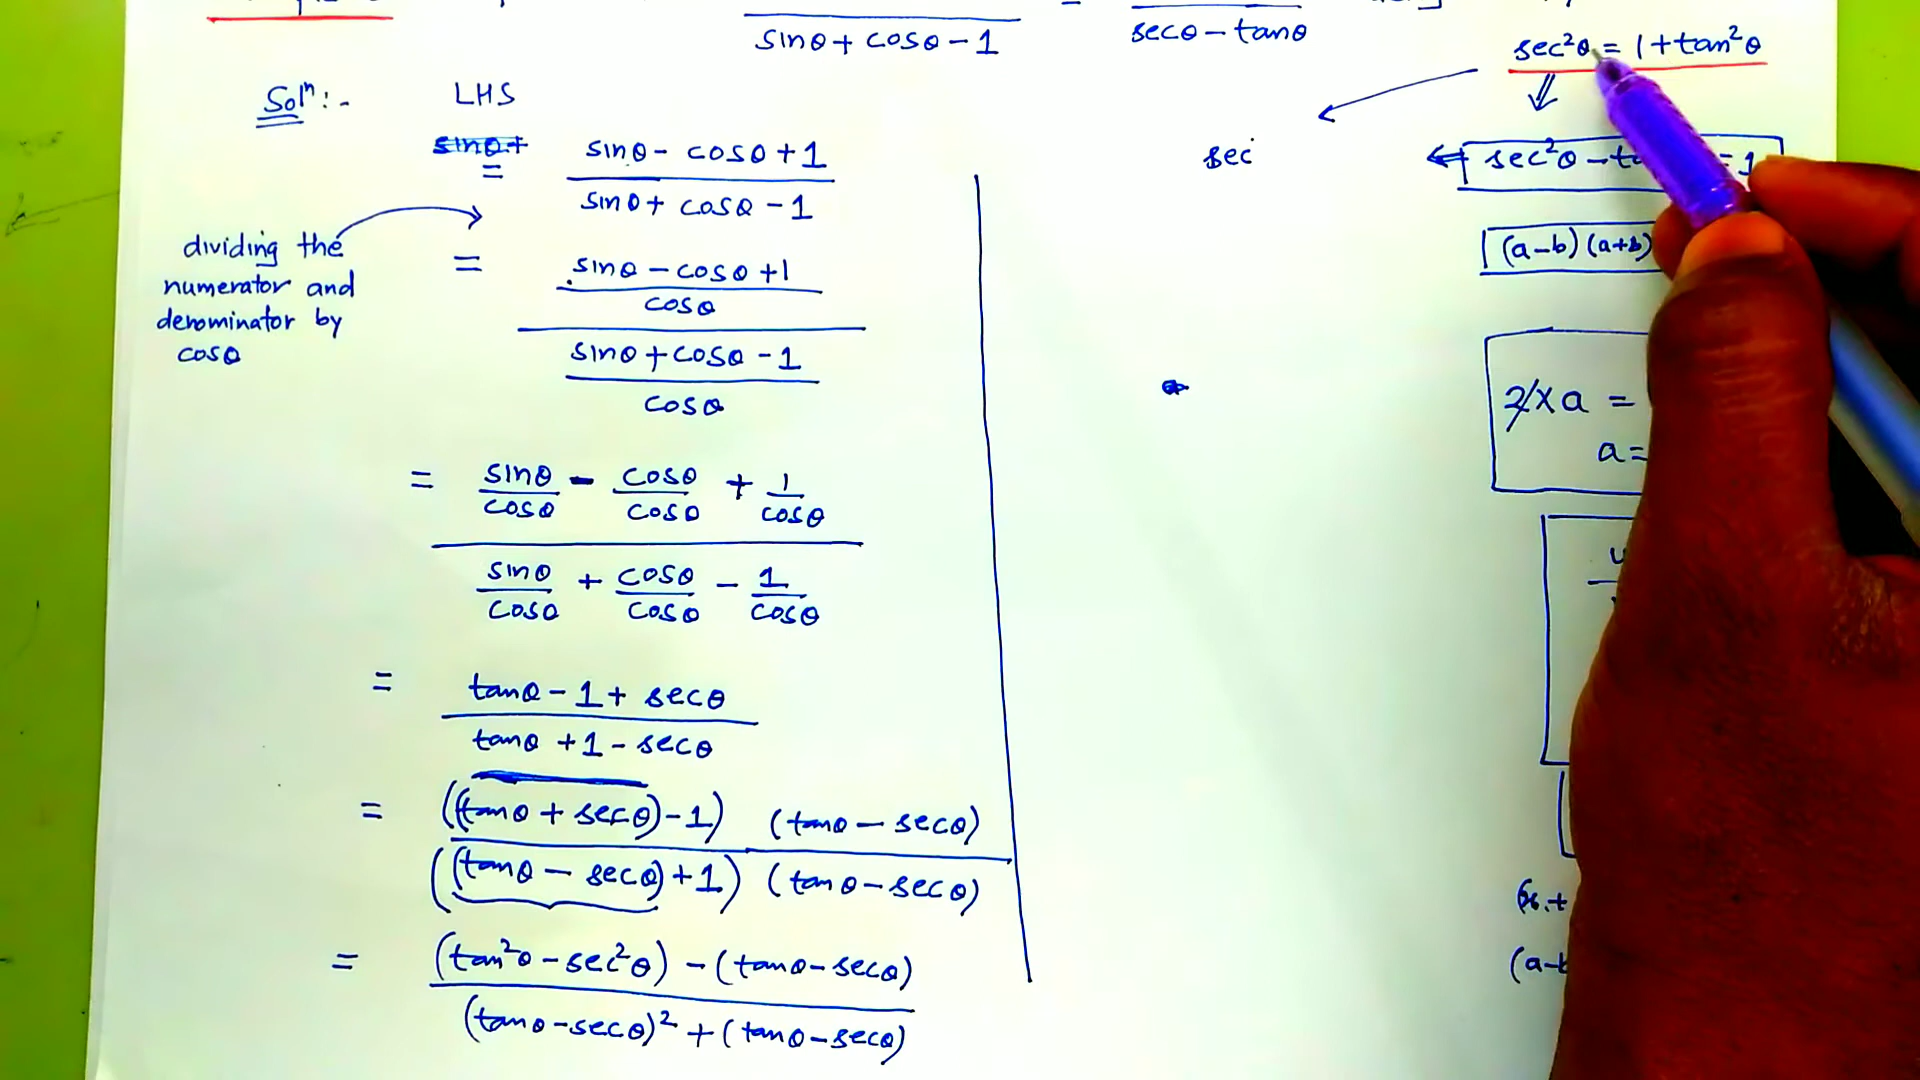 sinθ + cosθ - 1
secθ - tanθ
sec²θ = 1 + tan²θ
Solⁿ :-
LHS
= sinθ - cosθ + 1
sinθ + cosθ - 1
dividing the
numerator and
denominator by
cosθ
= sinθ - cosθ + 1
cosθ
sinθ + cosθ - 1
cosθ
= sinθ/cosθ - cosθ/cosθ + 1/cosθ
sinθ/cosθ + cosθ/cosθ - 1/cosθ
= tanθ - 1 + secθ
tanθ + 1 - secθ
= ((tanθ + secθ) - 1) (tanθ - secθ)
((tanθ - secθ) + 1) (tanθ - secθ)
= (tan²θ - sec²θ) - (tanθ - secθ)
(tanθ - secθ)² + (tanθ - secθ)
sec
sec²θ - = 1
(a-b)(a+b)
a =